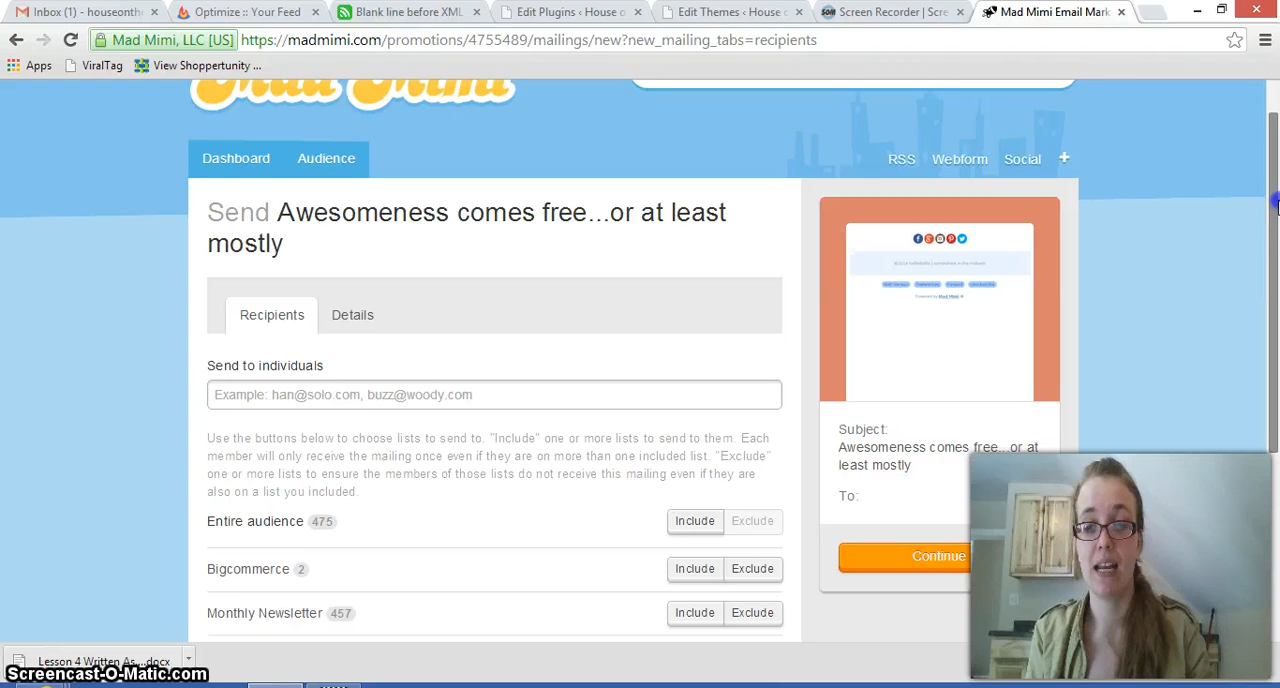 Inbox (1) - houseonthe
Optimize :: Your Feed
Blank line before XML
Edit Plugins ‹ House o
Edit Themes ‹ House o
Screen Recorder | Scre
Mad Mimi Email Mark
Mad Mimi, LLC [US] https://madmimi.com/promotions/4755489/mailings/new?new_mailing_tabs=recipients
Apps ViralTag View Shoppertunity ...
Mad Mimi
Dashboard Audience RSS Webform Social +
Send Awesomeness comes free...or at least
mostly
Recipients Details
Send to individuals
Example: han@solo.com, buzz@woody.com
Use the buttons below to choose lists to send to. "Include" one or more lists to send to them. Each
member will only receive the mailing once even if they are on more than one included list. "Exclude"
one or more lists to ensure the members of those lists do not receive this mailing even if they are
also on a list you included.
Entire audience 475 Include Exclude
Bigcommerce 2 Include Exclude
Monthly Newsletter 457 Include Exclude
Powered by Mad Mimi
Subject:
Awesomeness comes free...or at
least mostly
To:
Continue
Lesson 4 Written As....docx
Screencast-O-Matic.com